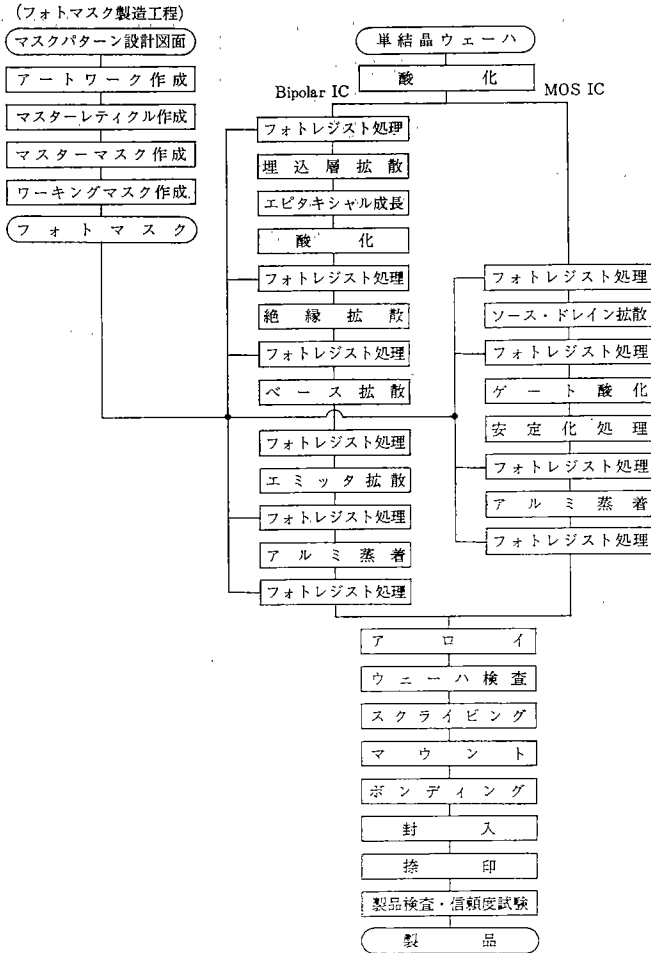 (フォトマスク製造工程)
マスクパターン設計図面
アートワーク作成
マスターレティクル作成
マスターマスク作成
ワーキングマスク作成
フォトマスク
単結晶ウェーハ
酸化
Bipolar IC
MOS IC
フォトレジスト処理
埋込層拡散
エピタキシャル成長
酸化
フォトレジスト処理
絶縁拡散
フォトレジスト処理
ベース拡散
フォトレジスト処理
エミッタ拡散
フォトレジスト処理
アルミ蒸着
フォトレジスト処理
フォトレジスト処理
ソース・ドレイン拡散
フォトレジスト処理
ゲート酸化
安定化処理
フォトレジスト処理
アルミ蒸着
フォトレジスト処理
アロイ
ウェーハ検査
スクライビング
マウント
ボンディング
封入
捺印
製品検査・信頼度試験
製品